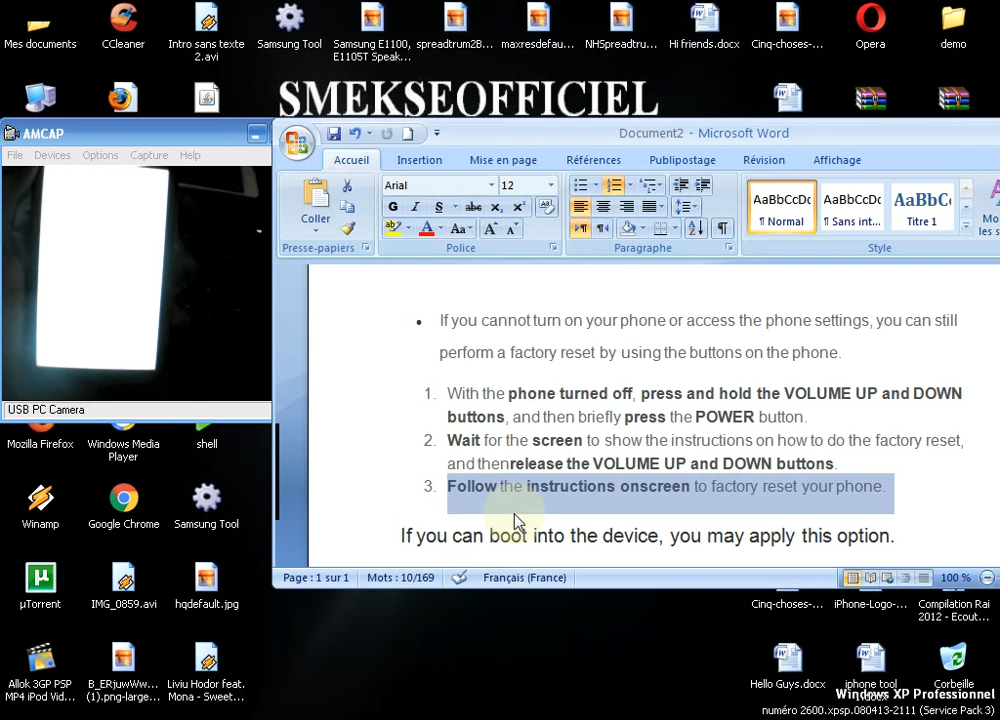 Mes documents
CCleaner
Intro sans texte
2.avi
Samsung Tool
Samsung E1100,
E1105T Speak...
spreadtrum2B...
maxresdefau...
NHSpreadtru...
Hi friends.docx
Cinq-choses-...
Opera
demo
SMEKSEOFFICIEL
AMCAP
File Devices Options Capture Help
USB PC Camera
Document2 - Microsoft Word
Accueil Insertion Mise en page Références Publipostage Révision Affichage
Coller
Presse-papiers
Arial 12
Police
Paragraphe
AaBbCcDc
¶ Normal
AaBbCcDc
¶ Sans int...
AaBbC
Titre 1
Style
Mo
les s
• If you cannot turn on your phone or access the phone settings, you can still
perform a factory reset by using the buttons on the phone.
1. With the phone turned off, press and hold the VOLUME UP and DOWN
buttons, and then briefly press the POWER button.
2. Wait for the screen to show the instructions on how to do the factory reset,
and thenrelease the VOLUME UP and DOWN buttons.
3. Follow the instructions onscreen to factory reset your phone.
If you can boot into the device, you may apply this option.
Page : 1 sur 1 Mots : 10/169 Français (France) 100 %
Mozilla Firefox
Windows Media
Player
shell
Winamp
Google Chrome
Samsung Tool
µTorrent
IMG_0859.avi
hqdefault.jpg
Cinq-choses-...
iPhone-Logo-...
Compilation Rai
2012 - Ecout...
Allok 3GP PSP
MP4 iPod Vid...
B_ERjuwWw...
(1).png-large...
Liviu Hodor feat.
Mona - Sweet...
Hello Guys.docx
iphone tool
Corbeille
Windows XP Professionnel
numéro 2600.xpsp.080413-2111 (Service Pack 3)